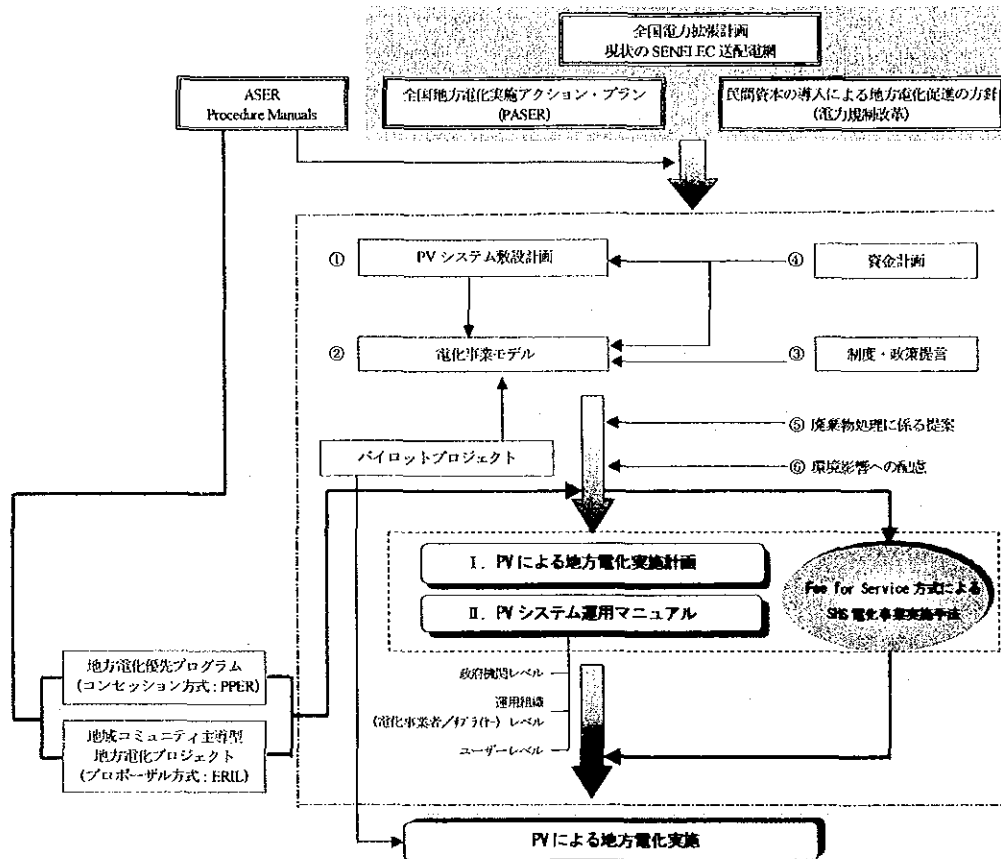 全国電力拡張計画
現状の SENELEC 送配電網
ASER
Procedure Manuals
全国地方電化実施アクション・プラン
(PASER)
民間資本の導入による地方電化促進の方針
(電力規制改革)
① PV システム敷設計画
④ 資金計画
② 電化事業モデル
③ 制度・政策提言
⑤ 廃棄物処理に係る提案
パイロットプロジェクト
⑥ 環境影響への配慮
Ⅰ. PV による地方電化実施計画
Ⅱ. PV システム運用マニュアル
Fee for Service 方式による
SHS 電化事業実施手法
政府機関レベル
運用組織
(電化事業者/サプライヤー) レベル
ユーザーレベル
地方電化優先プログラム
(コンセッション方式 : PPER)
地域コミュニティ主導型
地方電化プロジェクト
(プロポーザル方式 : ERIL)
PV による地方電化実施